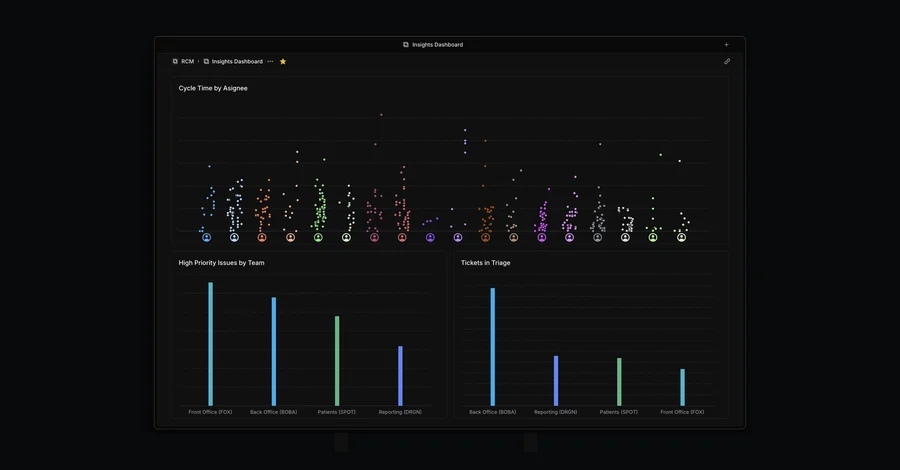 Insights Dashboard
RCM › Insights Dashboard
Cycle Time by Asignee
High Priority Issues by Team
Front Office (FOX) Back Office (BOBA) Patients (SPOT) Reporting (DRGN)
Tickets in Triage
Back Office (BOBA) Reporting (DRGN) Patients (SPOT) Front Office (FOX)